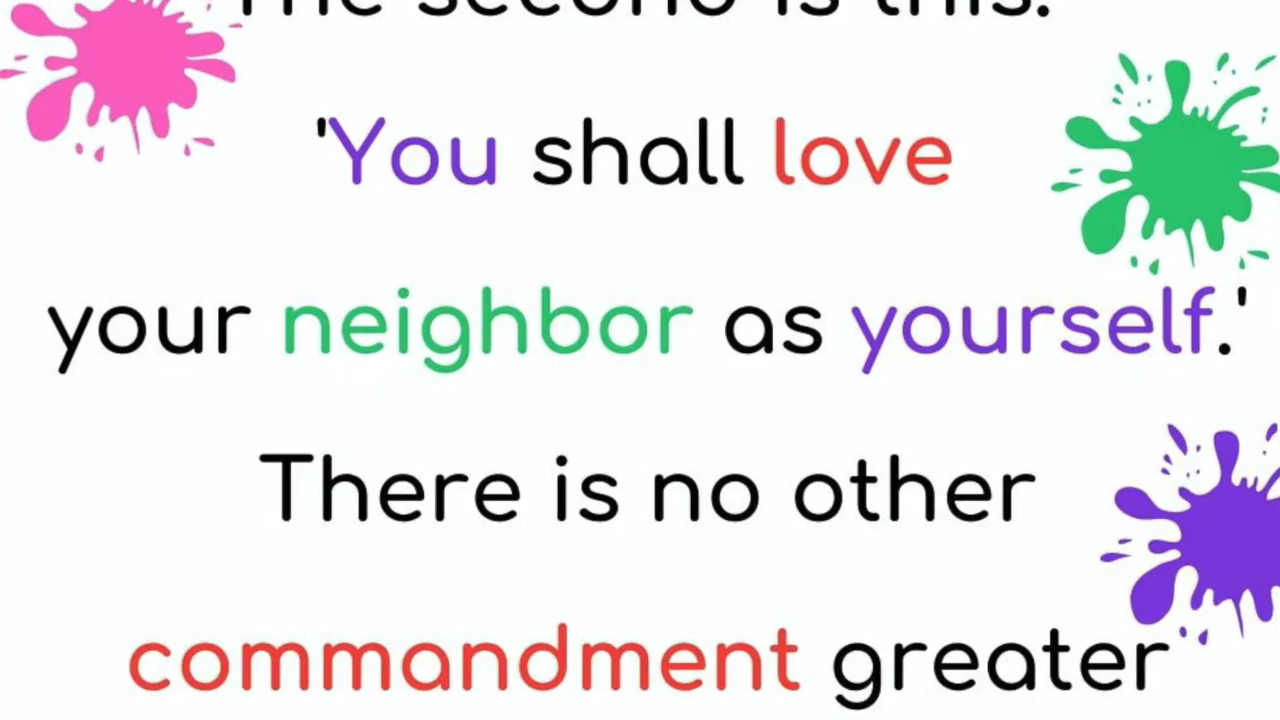 The second is this:
'You shall love
your neighbor as yourself.'
There is no other
commandment greater